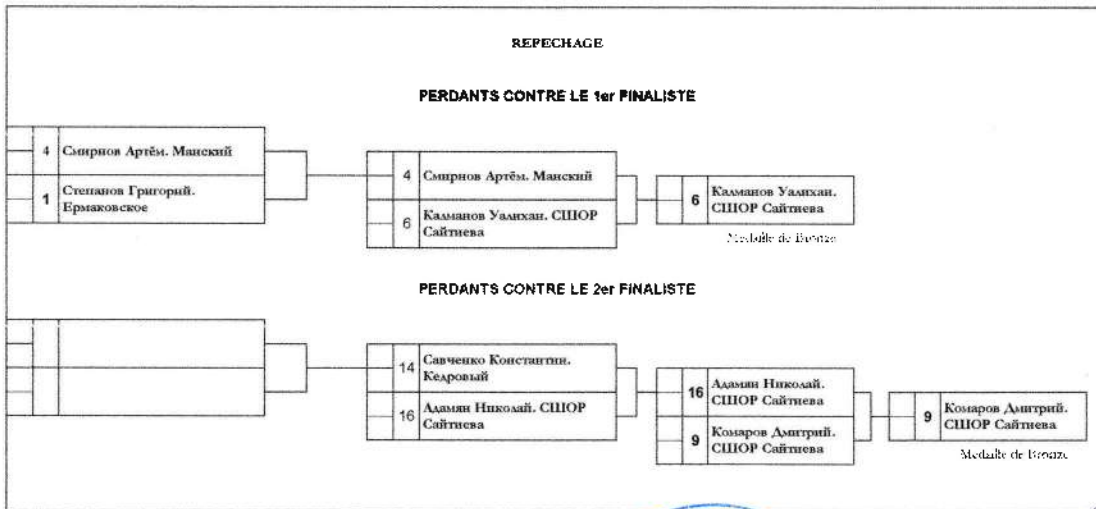 REPECHAGE
PERDANTS CONTRE LE 1er FINALISTE
4 Смирнов Артём. Манский
1 Степанов Григорий.
Ермаковское
4 Смирнов Артём. Манский
6 Калманов Уалихан. СШОР
Сайтиева
6 Калманов Уалихан.
СШОР Сайтиева
Medaille de Bronze
PERDANTS CONTRE LE 2er FINALISTE
14 Савченко Константин.
Кедровый
16 Адамян Николай. СШОР
Сайтиева
16 Адамян Николай.
СШОР Сайтиева
9 Комаров Дмитрий.
СШОР Сайтиева
9 Комаров Дмитрий.
СШОР Сайтиева
Medaille de Bronze